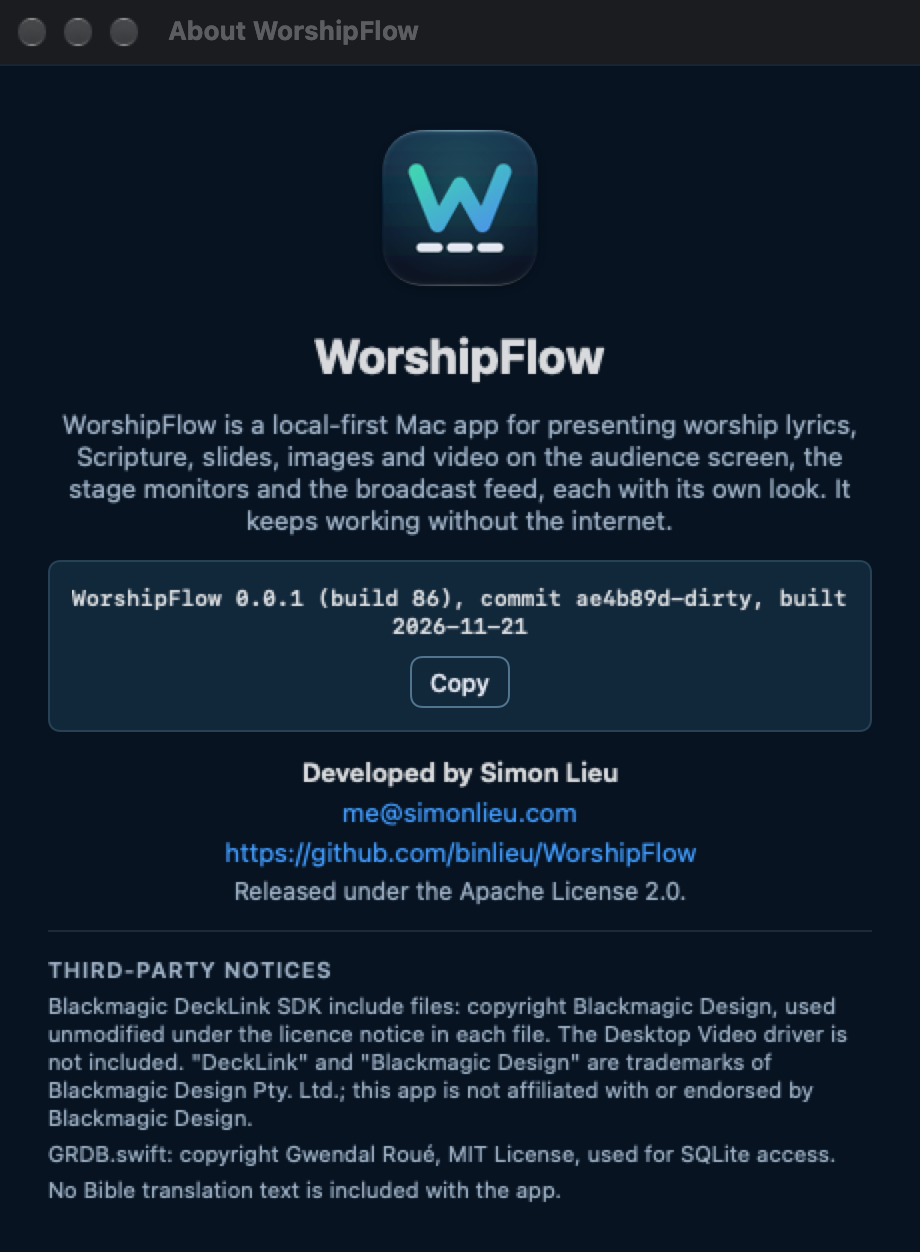 About WorshipFlow
W
WorshipFlow
WorshipFlow is a local-first Mac app for presenting worship lyrics,
Scripture, slides, images and video on the audience screen, the
stage monitors and the broadcast feed, each with its own look. It
keeps working without the internet.
WorshipFlow 0.0.1 (build 86), commit ae4b89d-dirty, built
2026-11-21
Copy
Developed by Simon Lieu
me@simonlieu.com
https://github.com/binlieu/WorshipFlow
Released under the Apache License 2.0.
THIRD-PARTY NOTICES
Blackmagic DeckLink SDK include files: copyright Blackmagic Design, used
unmodified under the licence notice in each file. The Desktop Video driver is
not included. "DeckLink" and "Blackmagic Design" are trademarks of
Blackmagic Design Pty. Ltd.; this app is not affiliated with or endorsed by
Blackmagic Design.
GRDB.swift: copyright Gwendal Roué, MIT License, used for SQLite access.
No Bible translation text is included with the app.